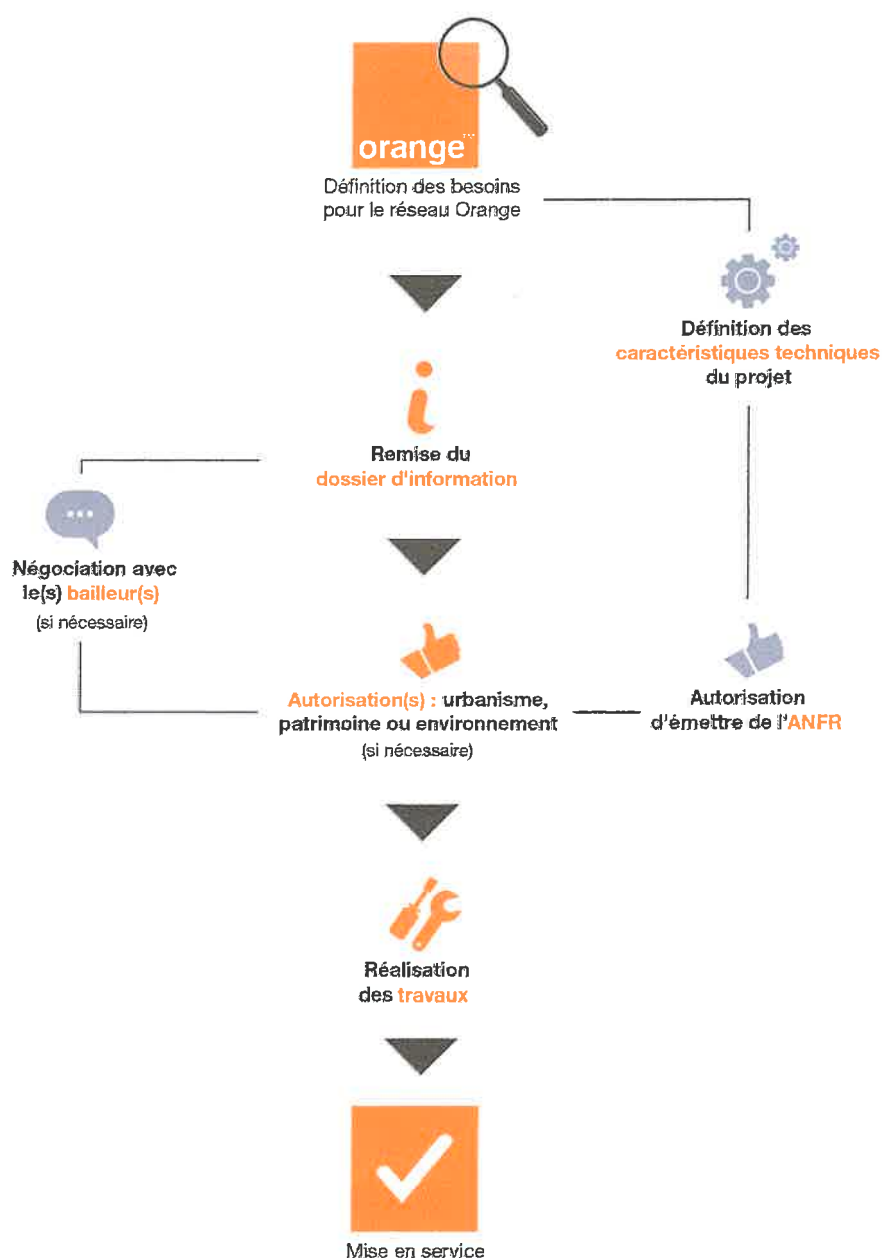 orange™
Définition des besoins
pour le réseau Orange
Définition des
caractéristiques techniques
du projet
Remise du
dossier d'information
Négociation avec
le(s) bailleur(s)
(si nécessaire)
Autorisation(s) : urbanisme,
patrimoine ou environnement
(si nécessaire)
Autorisation
d'émettre de l'ANFR
Réalisation
des travaux
Mise en service